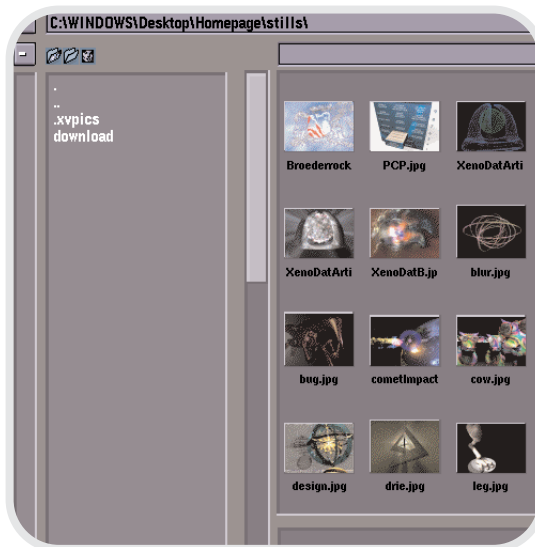 C:\WINDOWS\Desktop\Homepage\stills\
.
..
.xvpics
download
Broederrock
PCP.jpg
XenoDatArti
XenoDatArti
XenoDatB.jp
blur.jpg
bug.jpg
cometImpact
cow.jpg
design.jpg
drie.jpg
leg.jpg